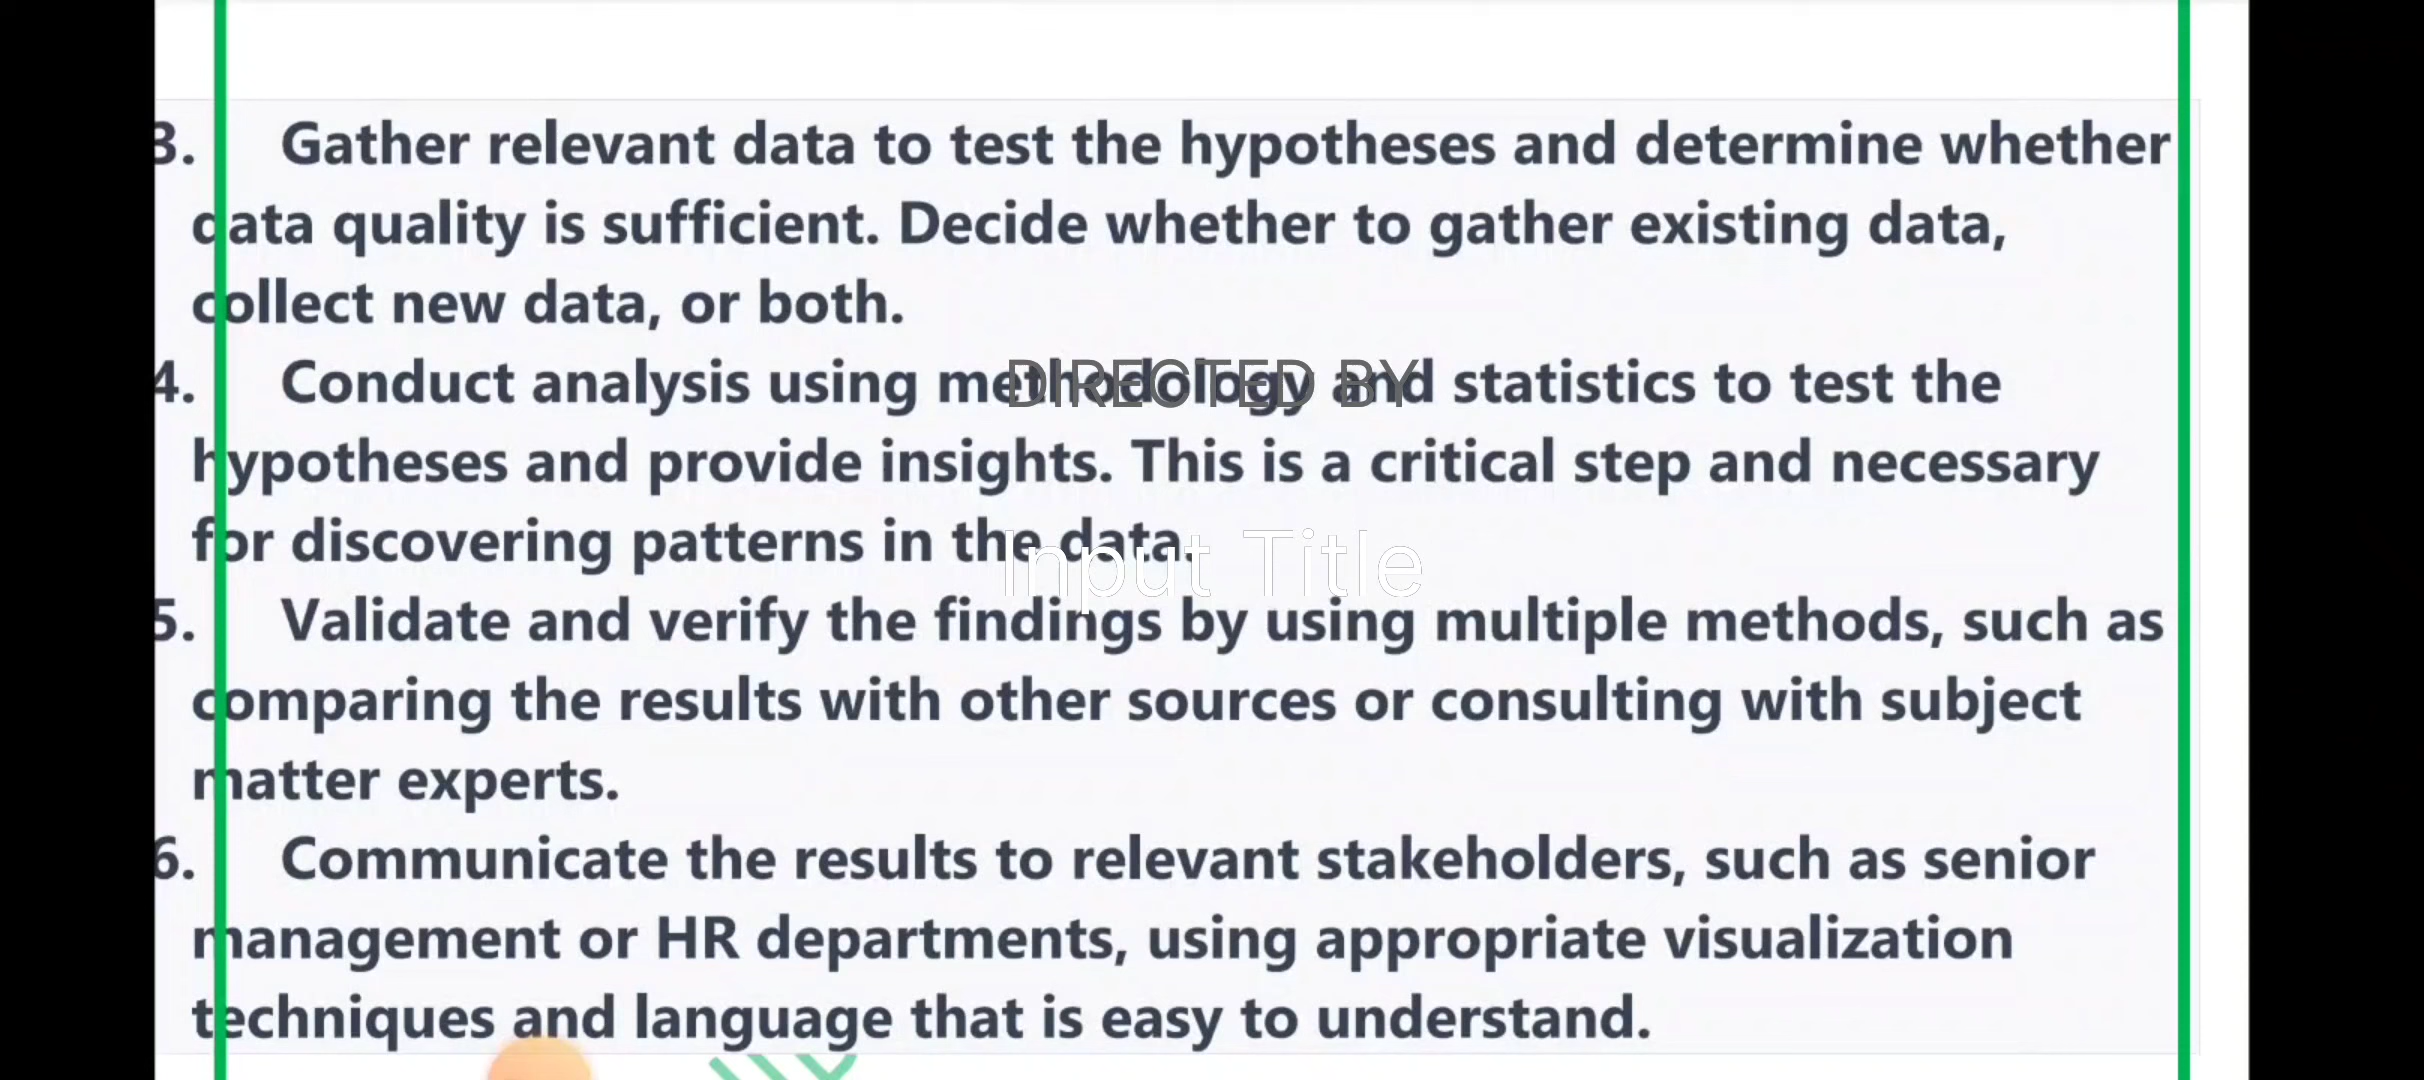 3. Gather relevant data to test the hypotheses and determine whether
data quality is sufficient. Decide whether to gather existing data,
collect new data, or both.
4. Conduct analysis using methodology and statistics to test the
DIRECTED BY
hypotheses and provide insights. This is a critical step and necessary
for discovering patterns in the data.
Input Title
5. Validate and verify the findings by using multiple methods, such as
comparing the results with other sources or consulting with subject
matter experts.
6. Communicate the results to relevant stakeholders, such as senior
management or HR departments, using appropriate visualization
techniques and language that is easy to understand.